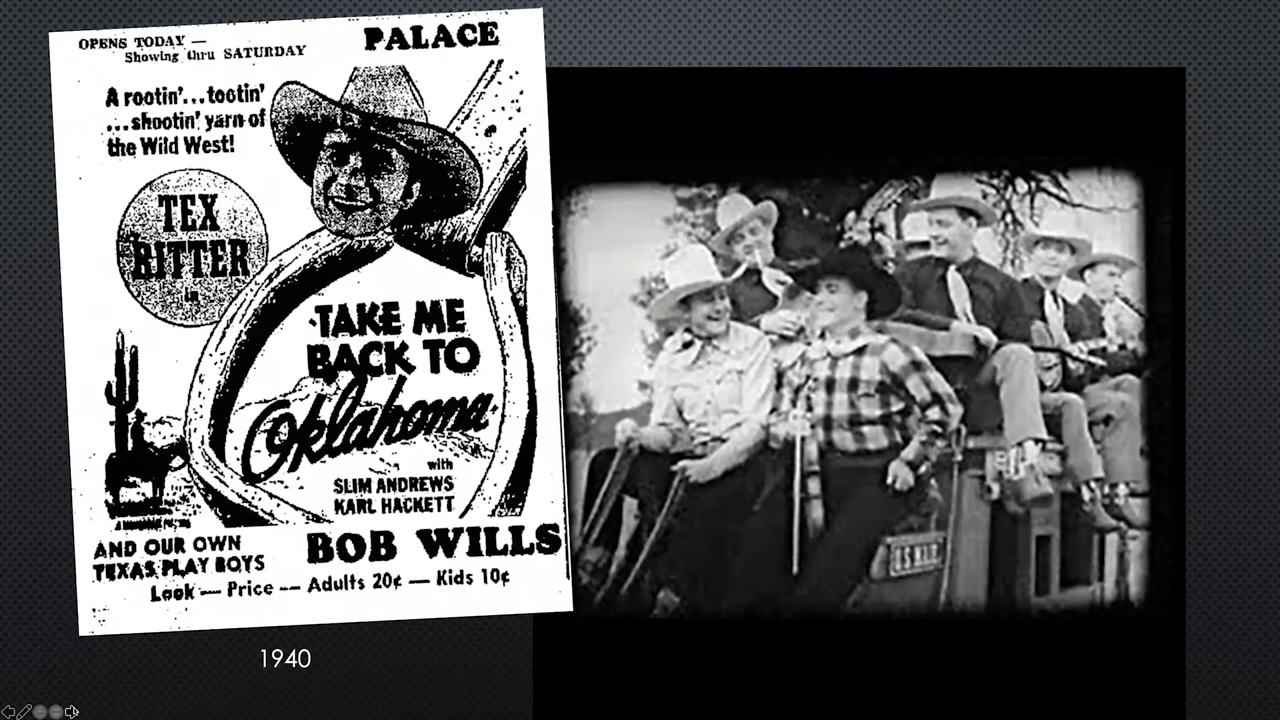 OPENS TODAY —
Showing thru SATURDAY
PALACE
A rootin'...tootin'
...shootin' yarn of
the Wild West!
TEX
RITTER
in
TAKE ME
BACK TO
Oklahoma
with
SLIM ANDREWS
KARL HACKETT
AND OUR OWN
TEXAS PLAY BOYS
BOB WILLS
Look — Price — Adults 20¢ — Kids 10¢
1940
U.S. MAIL